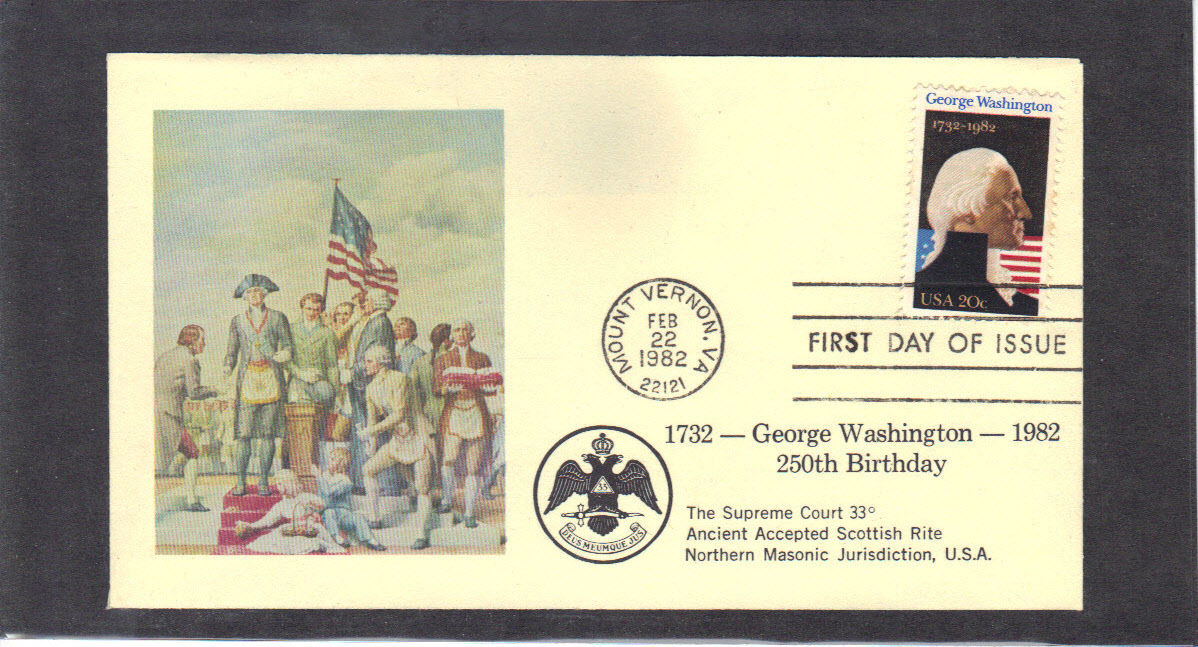 George Washington
1732-1982
USA 20c
MOUNT VERNON, VA
FEB
22
1982
22121
FIRST DAY OF ISSUE
1732 — George Washington — 1982
250th Birthday
33
DEUS MEUMQUE JUS
The Supreme Court 33°
Ancient Accepted Scottish Rite
Northern Masonic Jurisdiction, U.S.A.